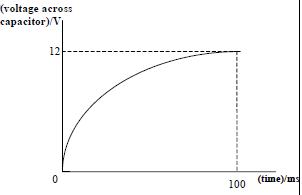 (voltage across
capacitor)/V
12
0
100
(time)/ms